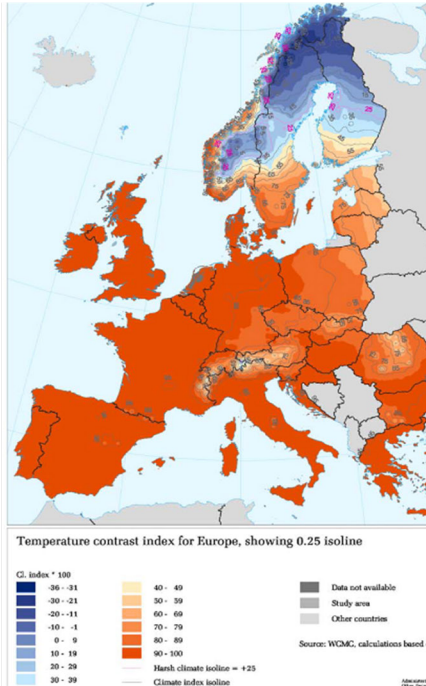 25
Temperature contrast index for Europe, showing 0.25 isoline
Cl. index * 100
-36 - -31
-30 - -21
-20 - -11
-10 - -1
0 - 9
10 - 19
20 - 29
30 - 39
40 - 49
50 - 59
60 - 69
70 - 79
80 - 89
90 - 100
Harsh climate isoline = +25
Climate index isoline
Data not available
Study area
Other countries
Source: WCMC, calculations based